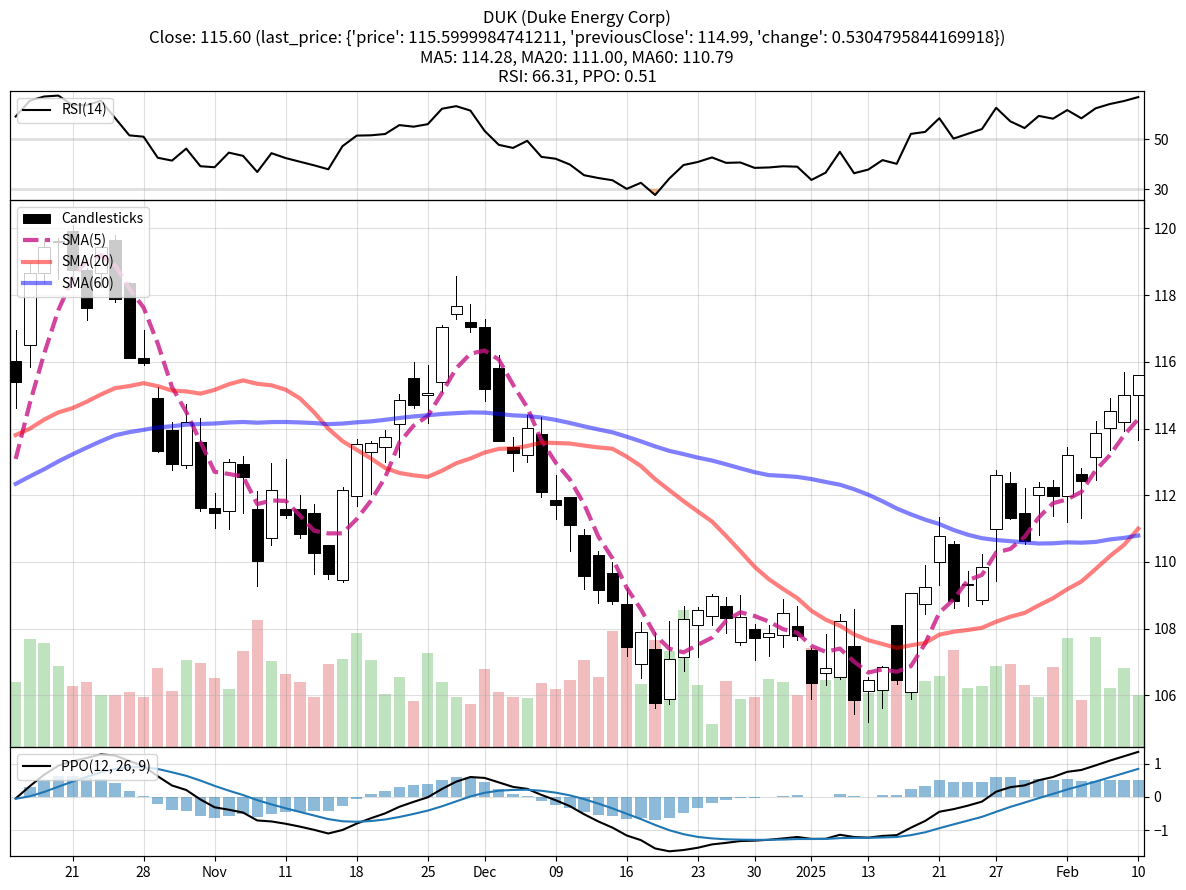 DUK (Duke Energy Corp)
Close: 115.60 (last_price: {'price': 115.5999984741211, 'previousClose': 114.99, 'change': 0.5304795844169918})
MA5: 114.28, MA20: 111.00, MA60: 110.79
RSI: 66.31, PPO: 0.51
RSI(14)
50
30
Candlesticks
SMA(5)
SMA(20)
SMA(60)
120
118
116
114
112
110
108
106
PPO(12, 26, 9)
1
0
−1
21 28 Nov 11 18 25 Dec 09 16 23 30 2025 13 21 27 Feb 10